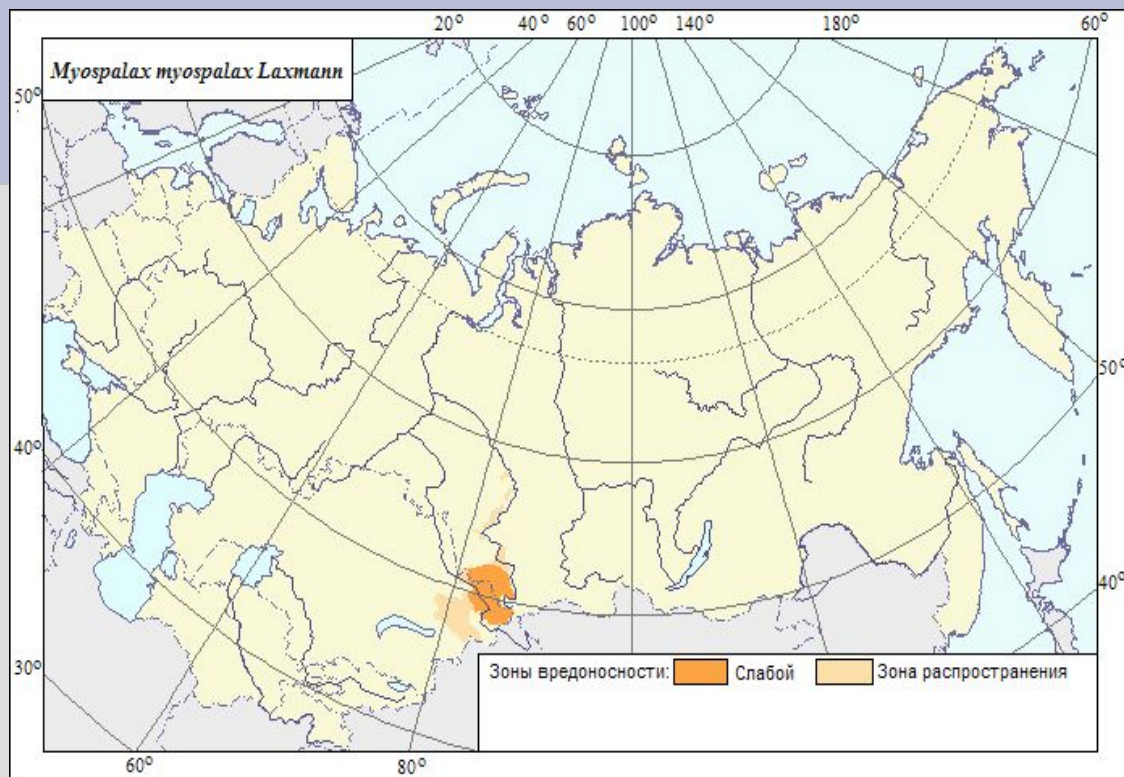 20° 40° 60° 100° 140° 180° 60°
Myospalax myospalax Laxmann
50°
50°
40°
40°
30°
Зоны вредоносности: Слабой Зона распространения
60° 80°